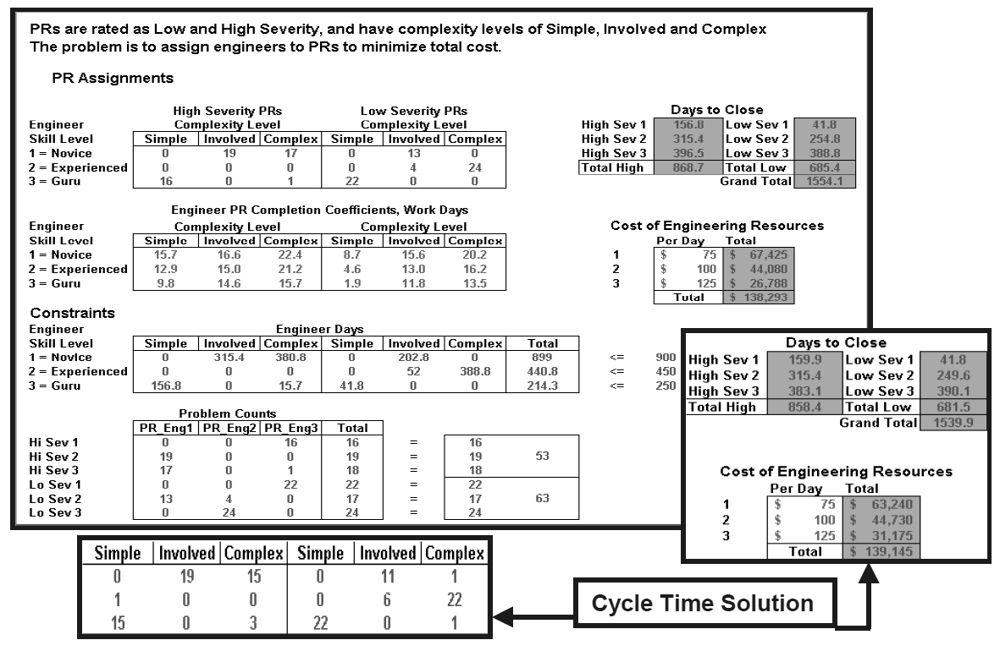 PRs are rated as Low and High Severity, and have complexity levels of Simple, Involved and Complex
The problem is to assign engineers to PRs to minimize total cost.
PR Assignments
High Severity PRs Low Severity PRs
Engineer Complexity Level Complexity Level
Skill Level Simple Involved Complex Simple Involved Complex
1 = Novice 0 19 17 0 13 0
2 = Experienced 0 0 0 0 4 24
3 = Guru 16 0 1 22 0 0
Days to Close
High Sev 1 156.8 Low Sev 1 41.8
High Sev 2 315.4 Low Sev 2 254.8
High Sev 3 396.5 Low Sev 3 388.8
Total High 868.7 Total Low 685.4
Grand Total 1554.1
Engineer PR Completion Coefficients, Work Days
Engineer Complexity Level Complexity Level
Skill Level Simple Involved Complex Simple Involved Complex
1 = Novice 15.7 16.6 22.4 8.7 15.6 20.2
2 = Experienced 12.9 15.0 21.2 4.6 13.0 16.2
3 = Guru 9.8 14.6 15.7 1.9 11.8 13.5
Cost of Engineering Resources
Per Day Total
1 $ 75 $ 67,425
2 $ 100 $ 44,080
3 $ 125 $ 26,788
Total $ 138,293
Constraints
Engineer Engineer Days
Skill Level Simple Involved Complex Simple Involved Complex Total
1 = Novice 0 315.4 380.8 0 202.8 0 899 <= 900
2 = Experienced 0 0 0 0 52 388.8 440.8 <= 450
3 = Guru 156.8 0 15.7 41.8 0 0 214.3 <= 250
Problem Counts
PR_Eng1 PR_Eng2 PR_Eng3 Total
Hi Sev 1 0 0 16 16 = 16
Hi Sev 2 19 0 0 19 = 19 53
Hi Sev 3 17 0 1 18 = 18
Lo Sev 1 0 0 22 22 = 22
Lo Sev 2 13 4 0 17 = 17 63
Lo Sev 3 0 24 0 24 = 24
Days to Close
High Sev 1 159.9 Low Sev 1 41.8
High Sev 2 315.4 Low Sev 2 249.6
High Sev 3 383.1 Low Sev 3 390.1
Total High 858.4 Total Low 681.5
Grand Total 1539.9
Cost of Engineering Resources
Per Day Total
1 $ 75 $ 63,240
2 $ 100 $ 44,730
3 $ 125 $ 31,175
Total $ 139,145
Simple Involved Complex Simple Involved Complex
0 19 15 0 11 1
1 0 0 0 6 22
15 0 3 22 0 1
Cycle Time Solution